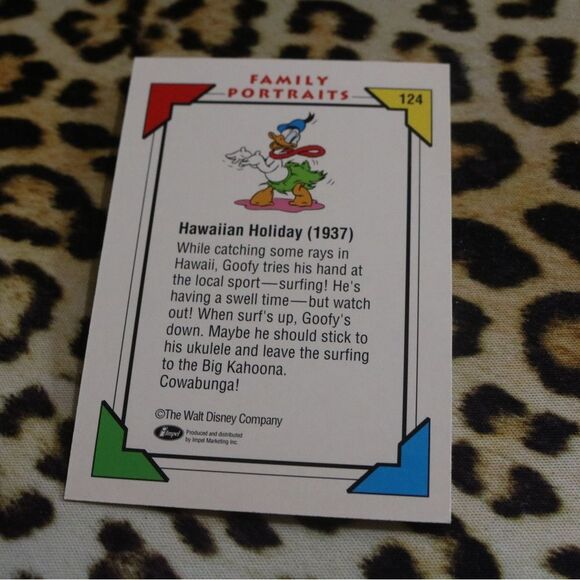 FAMILY
PORTRAITS
124
Hawaiian Holiday (1937)
While catching some rays in
Hawaii, Goofy tries his hand at
the local sport—surfing! He's
having a swell time—but watch
out! When surf's up, Goofy's
down. Maybe he should stick to
his ukulele and leave the surfing
to the Big Kahoona.
Cowabunga!
©The Walt Disney Company
Impel
Produced and distributed
by Impel Marketing Inc.